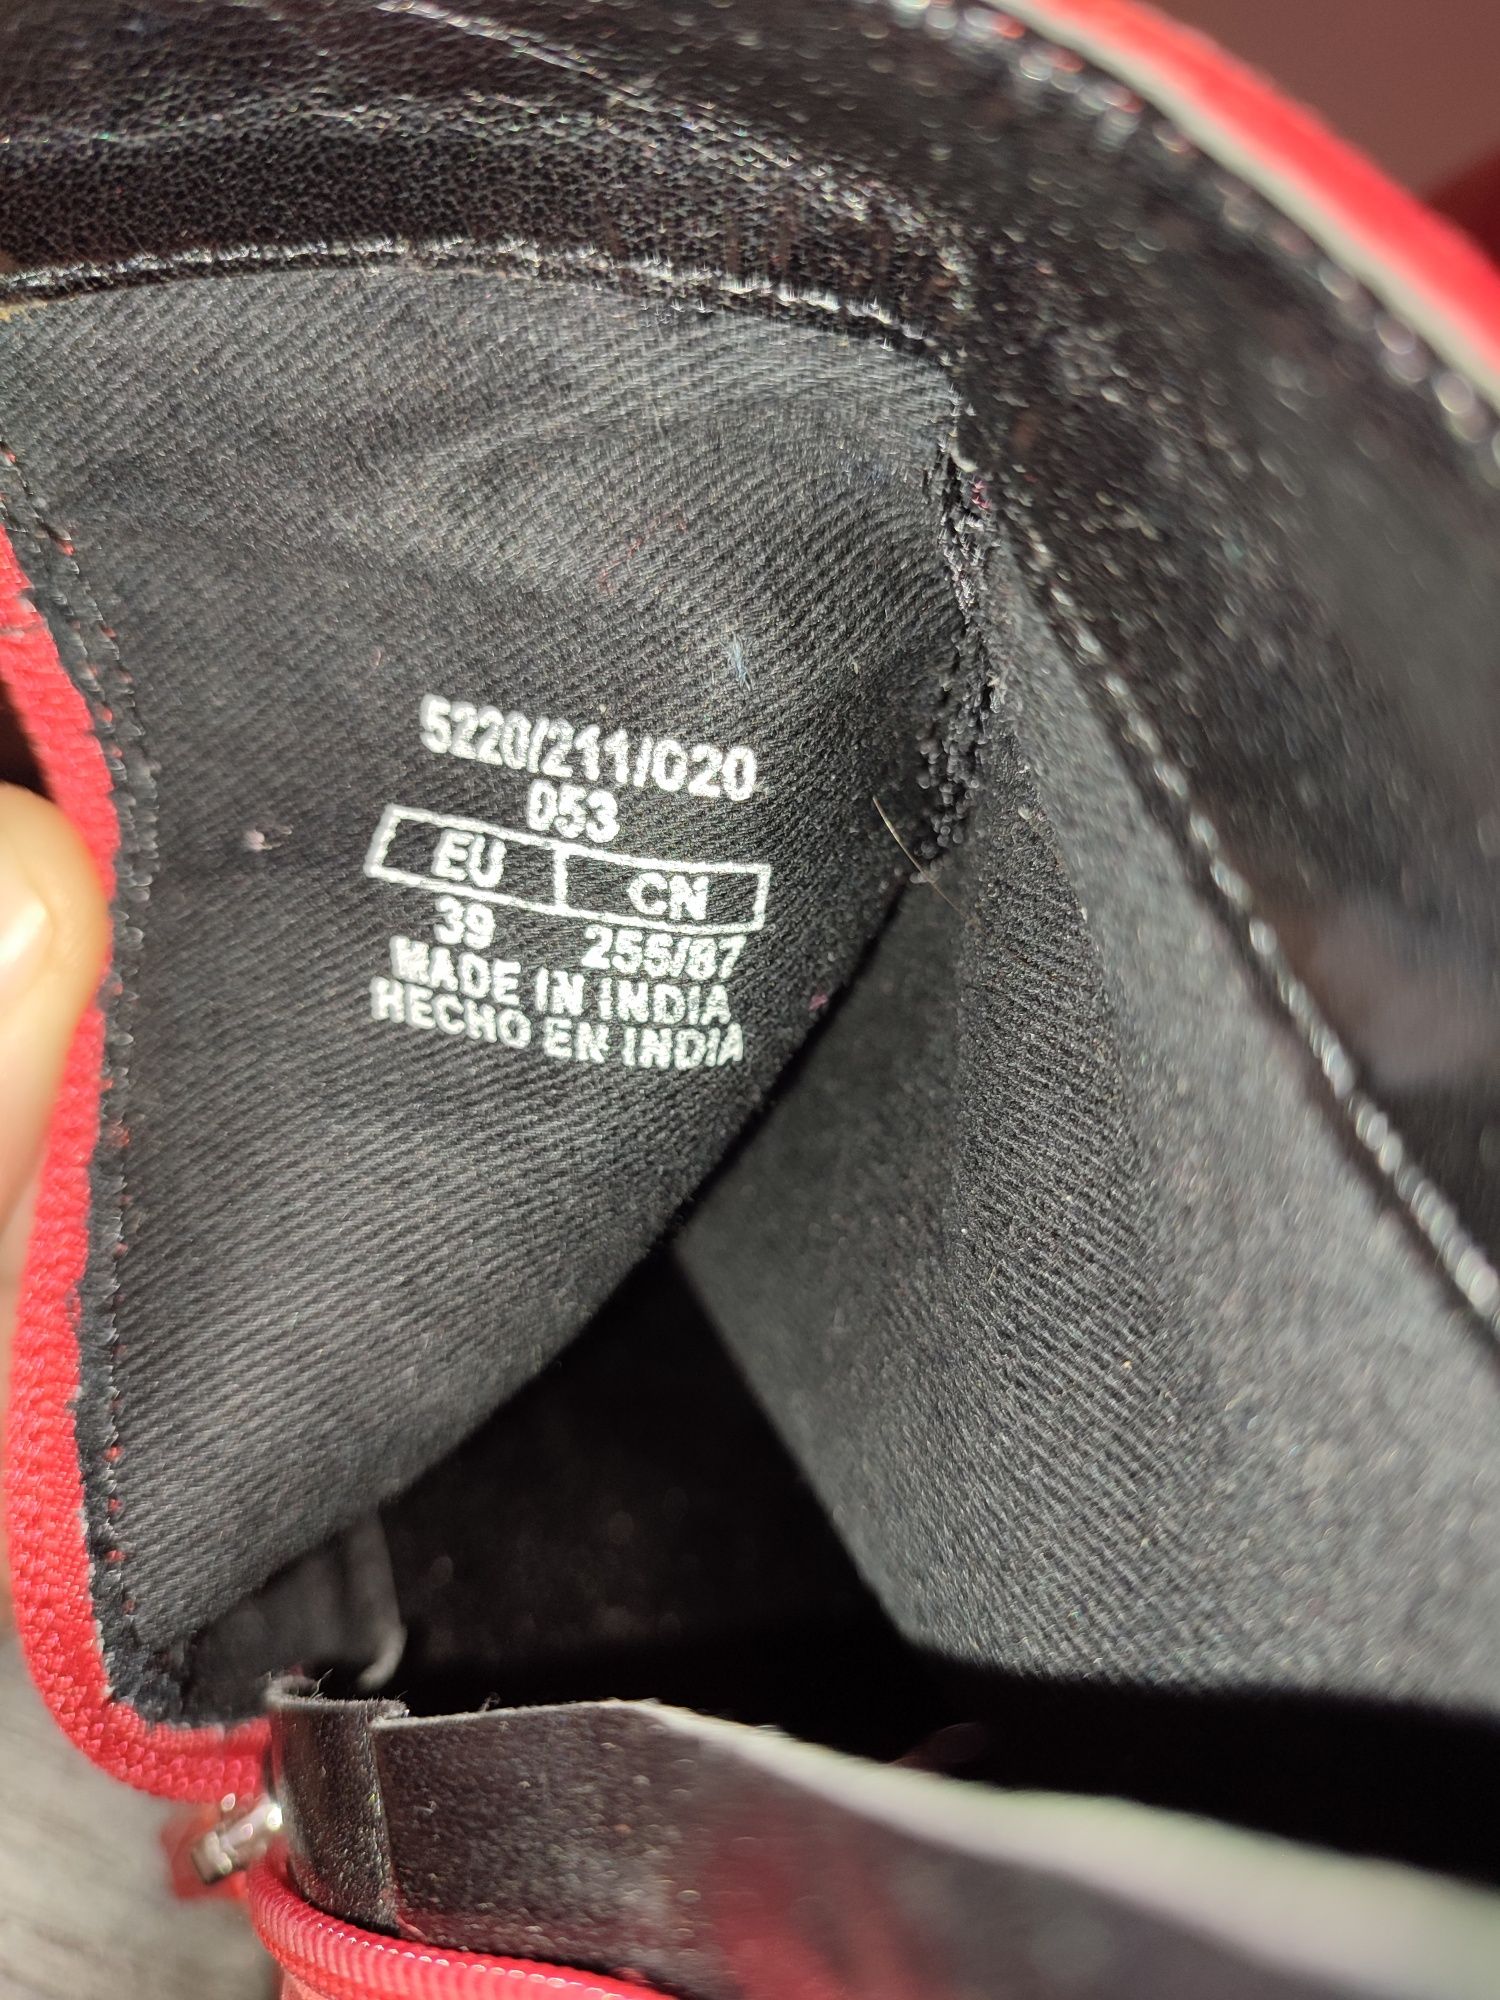 5220/211/020
053
EU CN
39 255/87
MADE IN INDIA
HECHO EN INDIA